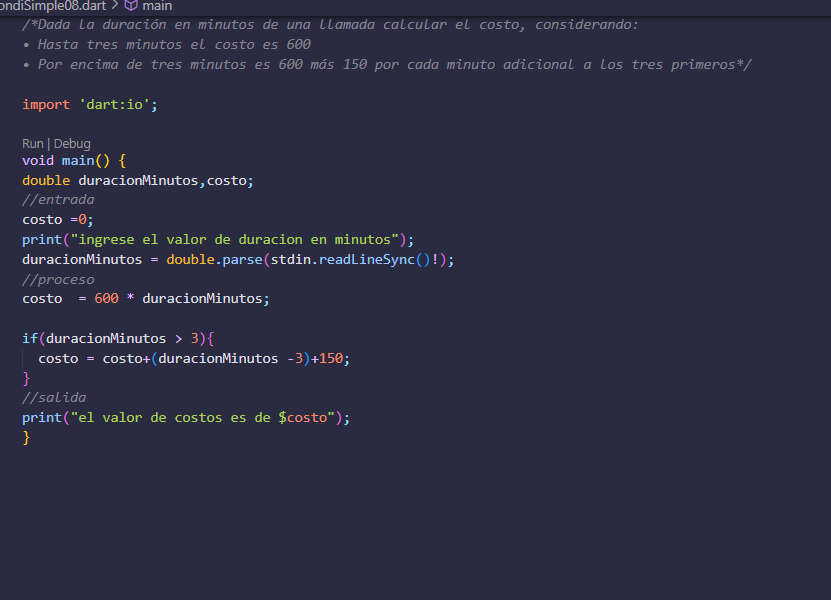 ondiSimple08.dart > main
/*Dada la duración en minutos de una llamada calcular el costo, considerando:
• Hasta tres minutos el costo es 600
• Por encima de tres minutos es 600 más 150 por cada minuto adicional a los tres primeros*/
import 'dart:io';
Run | Debug
void main() {
double duracionMinutos,costo;
//entrada
costo =0;
print("ingrese el valor de duracion en minutos");
duracionMinutos = double.parse(stdin.readLineSync()!);
//proceso
costo  = 600 * duracionMinutos;
if(duracionMinutos > 3){
  costo = costo+(duracionMinutos -3)+150;
}
//salida
print("el valor de costos es de $costo");
}